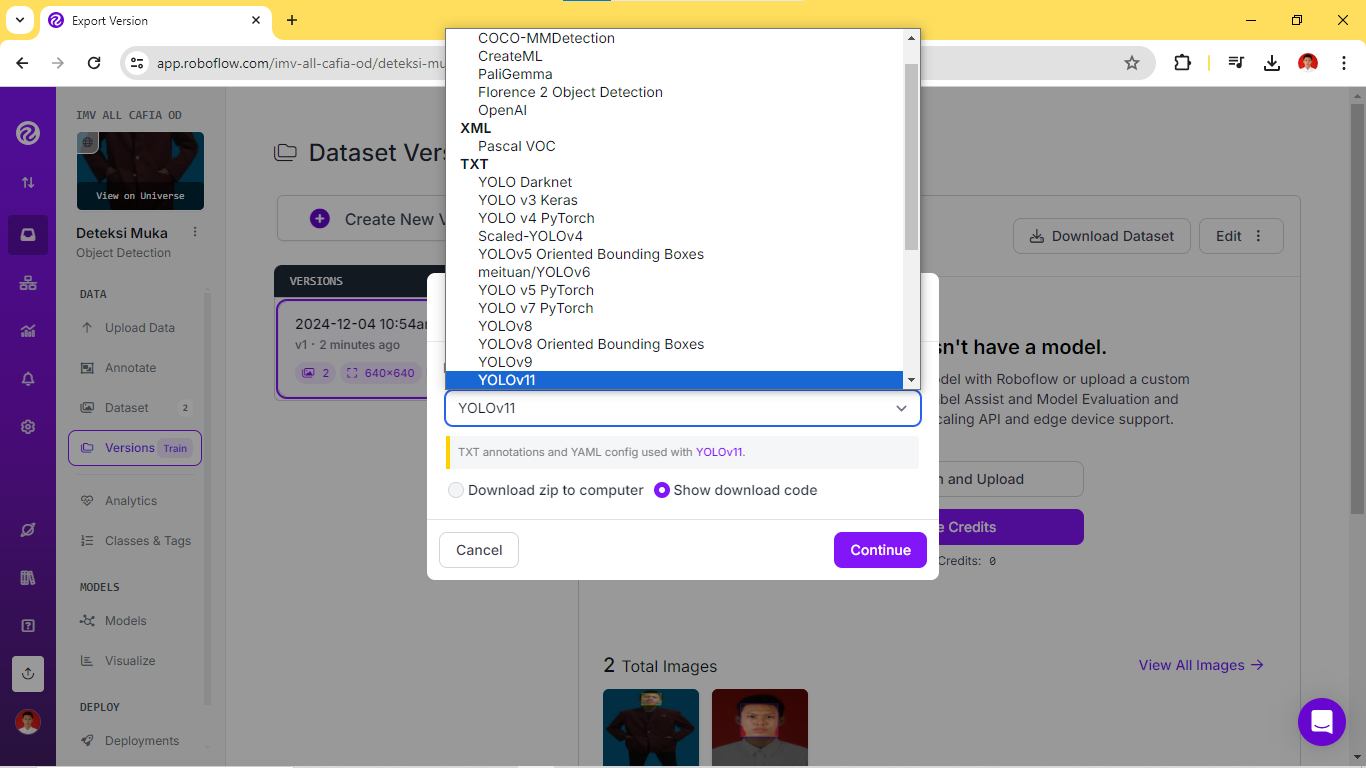 Export Version
app.roboflow.com/imv-all-cafia-od/deteksi-mu
IMV ALL CAFIA OD
View on Universe
Deteksi Muka
Object Detection
DATA
Upload Data
Annotate
Dataset 2
Versions Train
Analytics
Classes & Tags
MODELS
Models
Visualize
DEPLOY
Deployments
Dataset Ver
Create New V
Download Dataset
Edit
VERSIONS
2024-12-04 10:54am
v1 · 2 minutes ago
2 640×640
COCO-MMDetection
CreateML
PaliGemma
Florence 2 Object Detection
OpenAI
XML
Pascal VOC
TXT
YOLO Darknet
YOLO v3 Keras
YOLO v4 PyTorch
Scaled-YOLOv4
YOLOv5 Oriented Bounding Boxes
meituan/YOLOv6
YOLO v5 PyTorch
YOLO v7 PyTorch
YOLOv8
YOLOv8 Oriented Bounding Boxes
YOLOv9
YOLOv11
YOLOv11
TXT annotations and YAML config used with YOLOv11.
Download zip to computer Show download code
Cancel Continue
sn't have a model.
odel with Roboflow or upload a custom
bel Assist and Model Evaluation and
caling API and edge device support.
n and Upload
e Credits
Credits: 0
2 Total Images
View All Images